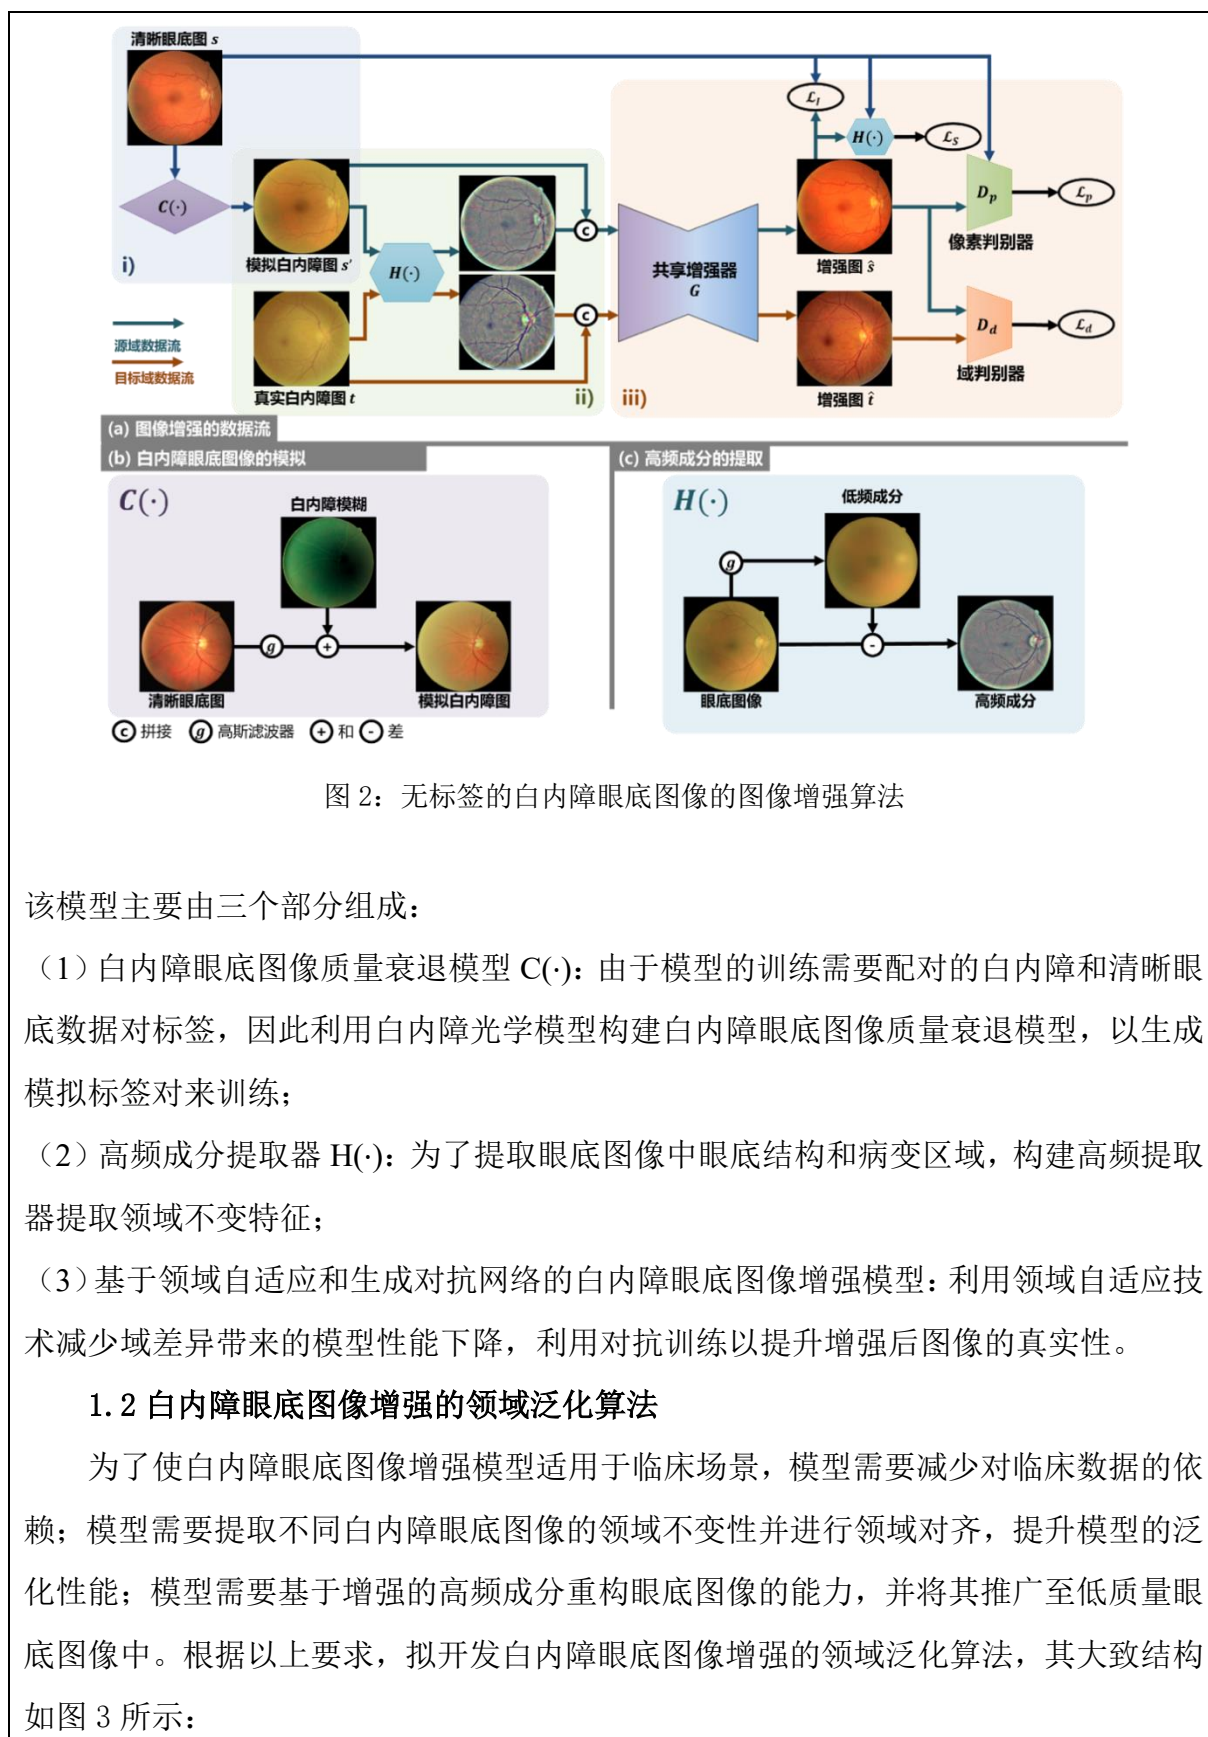 清晰眼底图 s
C(·)
i)
模拟白内障图 s'
H(·)
真实白内障图 t
ii)
源域数据流
目标域数据流
c
c
共享增强器
G
iii)
ℒ_l
H(·)
ℒ_S
增强图 ŝ
D_p
像素判别器
ℒ_p
增强图 t̂
D_d
域判别器
ℒ_d
(a) 图像增强的数据流
(b) 白内障眼底图像的模拟
(c) 高频成分的提取
C(·)
白内障模糊
g
+
清晰眼底图
模拟白内障图
H(·)
低频成分
g
-
眼底图像
高频成分
c 拼接 g 高斯滤波器 + 和 - 差
图 2：无标签的白内障眼底图像的图像增强算法
该模型主要由三个部分组成：
（1）白内障眼底图像质量衰退模型 C(·)：由于模型的训练需要配对的白内障和清晰眼
底数据对标签，因此利用白内障光学模型构建白内障眼底图像质量衰退模型，以生成
模拟标签对来训练；
（2）高频成分提取器 H(·)：为了提取眼底图像中眼底结构和病变区域，构建高频提取
器提取领域不变特征；
（3）基于领域自适应和生成对抗网络的白内障眼底图像增强模型：利用领域自适应技
术减少域差异带来的模型性能下降，利用对抗训练以提升增强后图像的真实性。
1.2 白内障眼底图像增强的领域泛化算法
为了使白内障眼底图像增强模型适用于临床场景，模型需要减少对临床数据的依
赖；模型需要提取不同白内障眼底图像的领域不变性并进行领域对齐，提升模型的泛
化性能；模型需要基于增强的高频成分重构眼底图像的能力，并将其推广至低质量眼
底图像中。根据以上要求，拟开发白内障眼底图像增强的领域泛化算法，其大致结构
如图 3 所示：